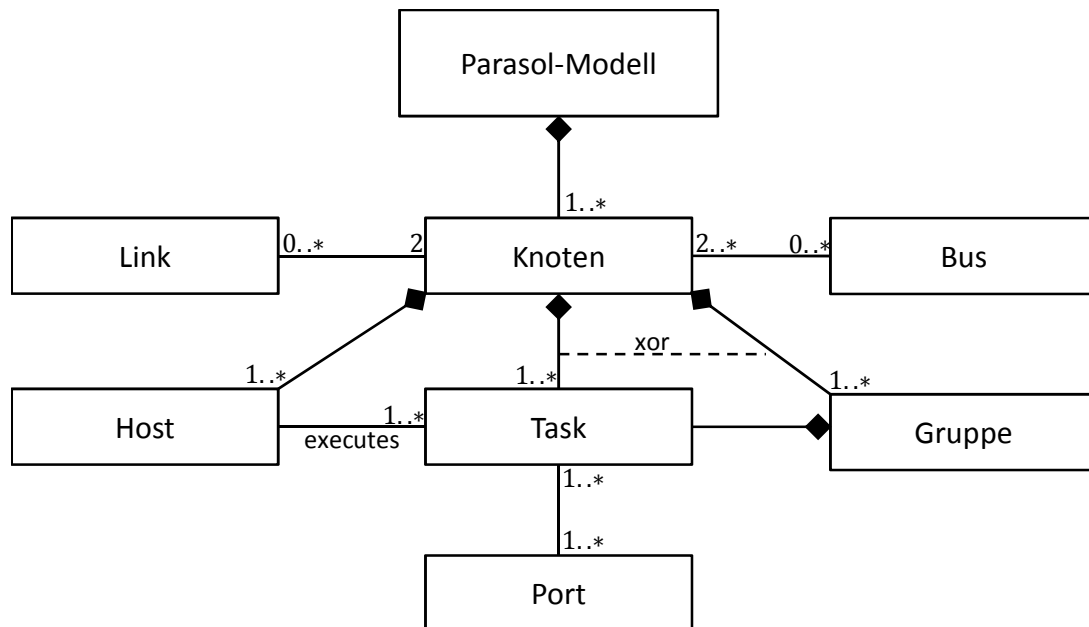 Parasol-Modell
1..*
Link
0..*
2
Knoten
2..*
0..*
Bus
xor
1..*
1..*
1..*
Host
executes
1..*
Task
Gruppe
1..*
1..*
Port